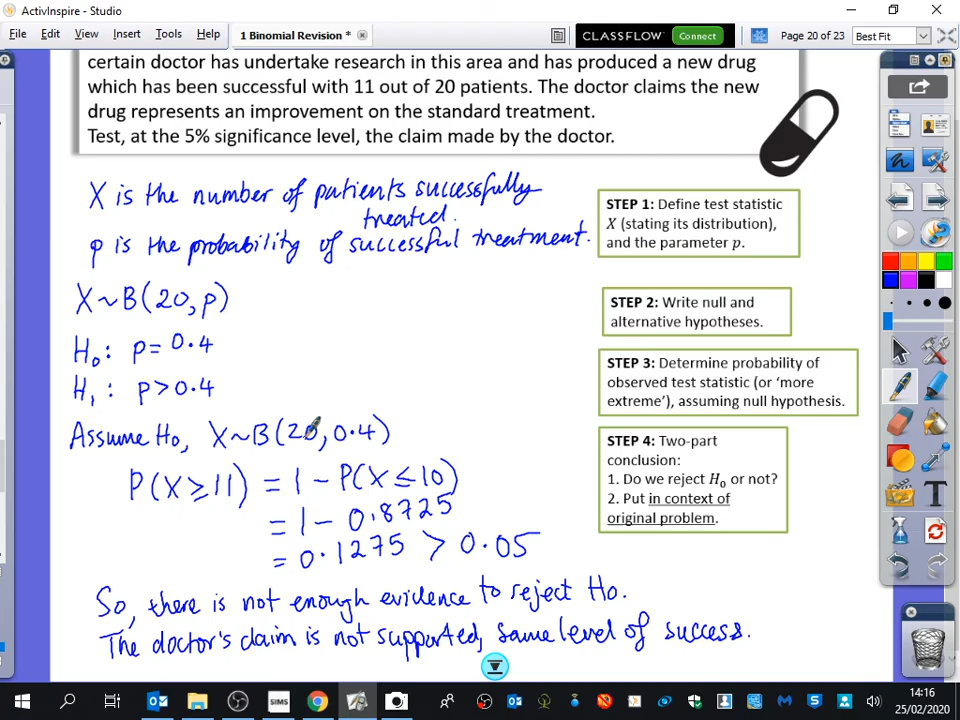 ActivInspire - Studio
File Edit View Insert Tools Help
1 Binomial Revision *
CLASSFLOW Connect
Page 20 of 23
Best Fit
certain doctor has undertake research in this area and has produced a new drug
which has been successful with 11 out of 20 patients. The doctor claims the new
drug represents an improvement on the standard treatment.
Test, at the 5% significance level, the claim made by the doctor.
X is the number of patients successfully
treated.
p is the probability of successful treatment.
X~B(20, p)
H₀: p = 0.4
H₁: p > 0.4
Assume H₀, X~B(20, 0.4)
P(X ≥ 11) = 1 - P(X ≤ 10)
= 1 - 0.8725
= 0.1275 > 0.05
So, there is not enough evidence to reject H₀.
The doctor's claim is not supported, same level of success.
STEP 1: Define test statistic
X (stating its distribution),
and the parameter p.
STEP 2: Write null and
alternative hypotheses.
STEP 3: Determine probability of
observed test statistic (or 'more
extreme'), assuming null hypothesis.
STEP 4: Two-part
conclusion:
1. Do we reject H₀ or not?
2. Put in context of
original problem.
SIMS
14:16
25/02/2020